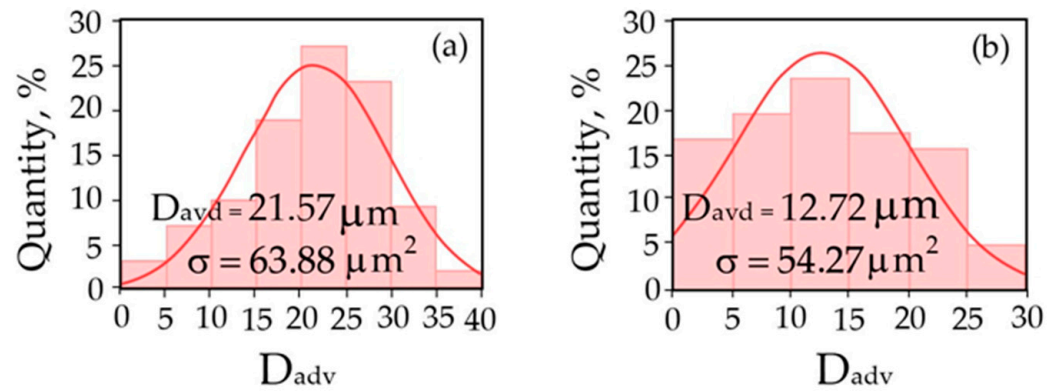 Quantity, %
30
25
20
15
10
5
0
(a)
Davd = 21.57 μm
σ = 63.88 μm²
0 5 10 15 20 25 30 35 40
Dadv
Quantity, %
30
25
20
15
10
5
0
(b)
Davd = 12.72 μm
σ = 54.27 μm²
0 5 10 15 20 25 30
Dadv